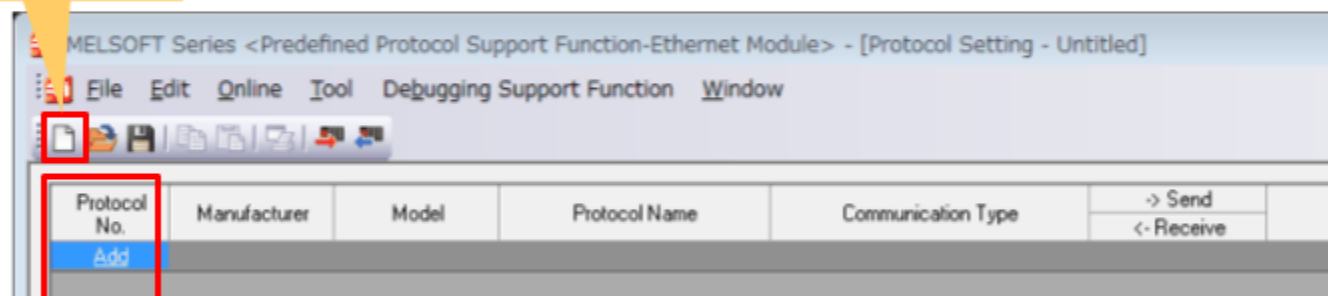 MELSOFT Series <Predefined Protocol Support Function-Ethernet Module> - [Protocol Setting - Untitled]
File Edit Online Tool Debugging Support Function Window
Protocol No. Manufacturer Model Protocol Name Communication Type -> Send
<- Receive
Add